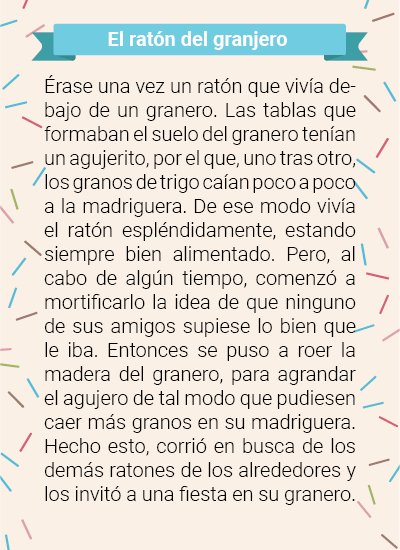 El ratón del granjero
Érase una vez un ratón que vivía de-
bajo de un granero. Las tablas que
formaban el suelo del granero tenían
un agujerito, por el que, uno tras otro,
los granos de trigo caían poco a poco
a la madriguera. De ese modo vivía
el ratón espléndidamente, estando
siempre bien alimentado. Pero, al
cabo de algún tiempo, comenzó a
mortificarlo la idea de que ninguno
de sus amigos supiese lo bien que
le iba. Entonces se puso a roer la
madera del granero, para agrandar
el agujero de tal modo que pudiesen
caer más granos en su madriguera.
Hecho esto, corrió en busca de los
demás ratones de los alrededores y
los invitó a una fiesta en su granero.